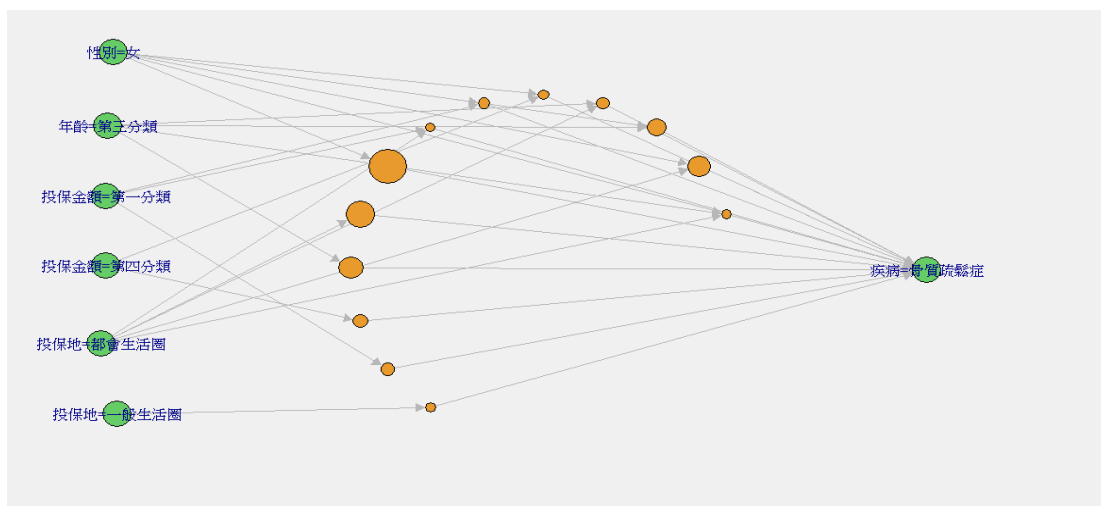 性別=女
年齡=第三分類
投保金額=第一分類
投保金額=第四分類
投保地=都會生活圈
投保地=一般生活圈
疾病=骨質疏鬆症